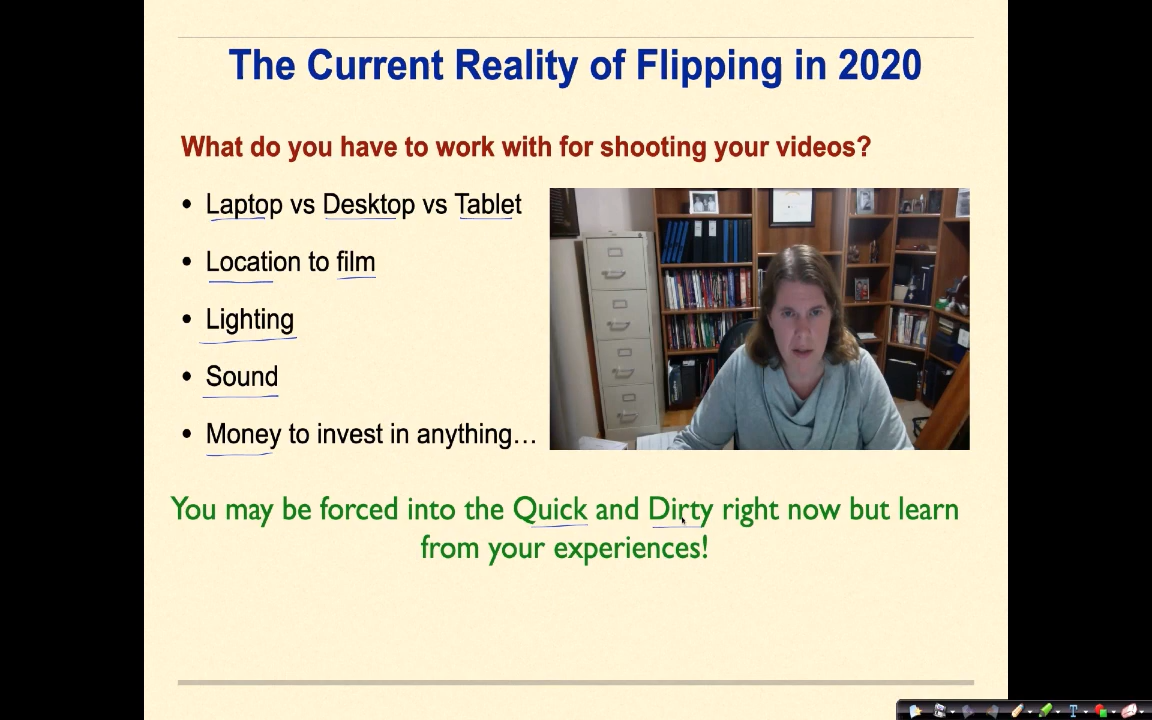 The Current Reality of Flipping in 2020
What do you have to work with for shooting your videos?
• Laptop vs Desktop vs Tablet
• Location to film
• Lighting
• Sound
• Money to invest in anything…
You may be forced into the Quick and Dirty right now but learn
from your experiences!